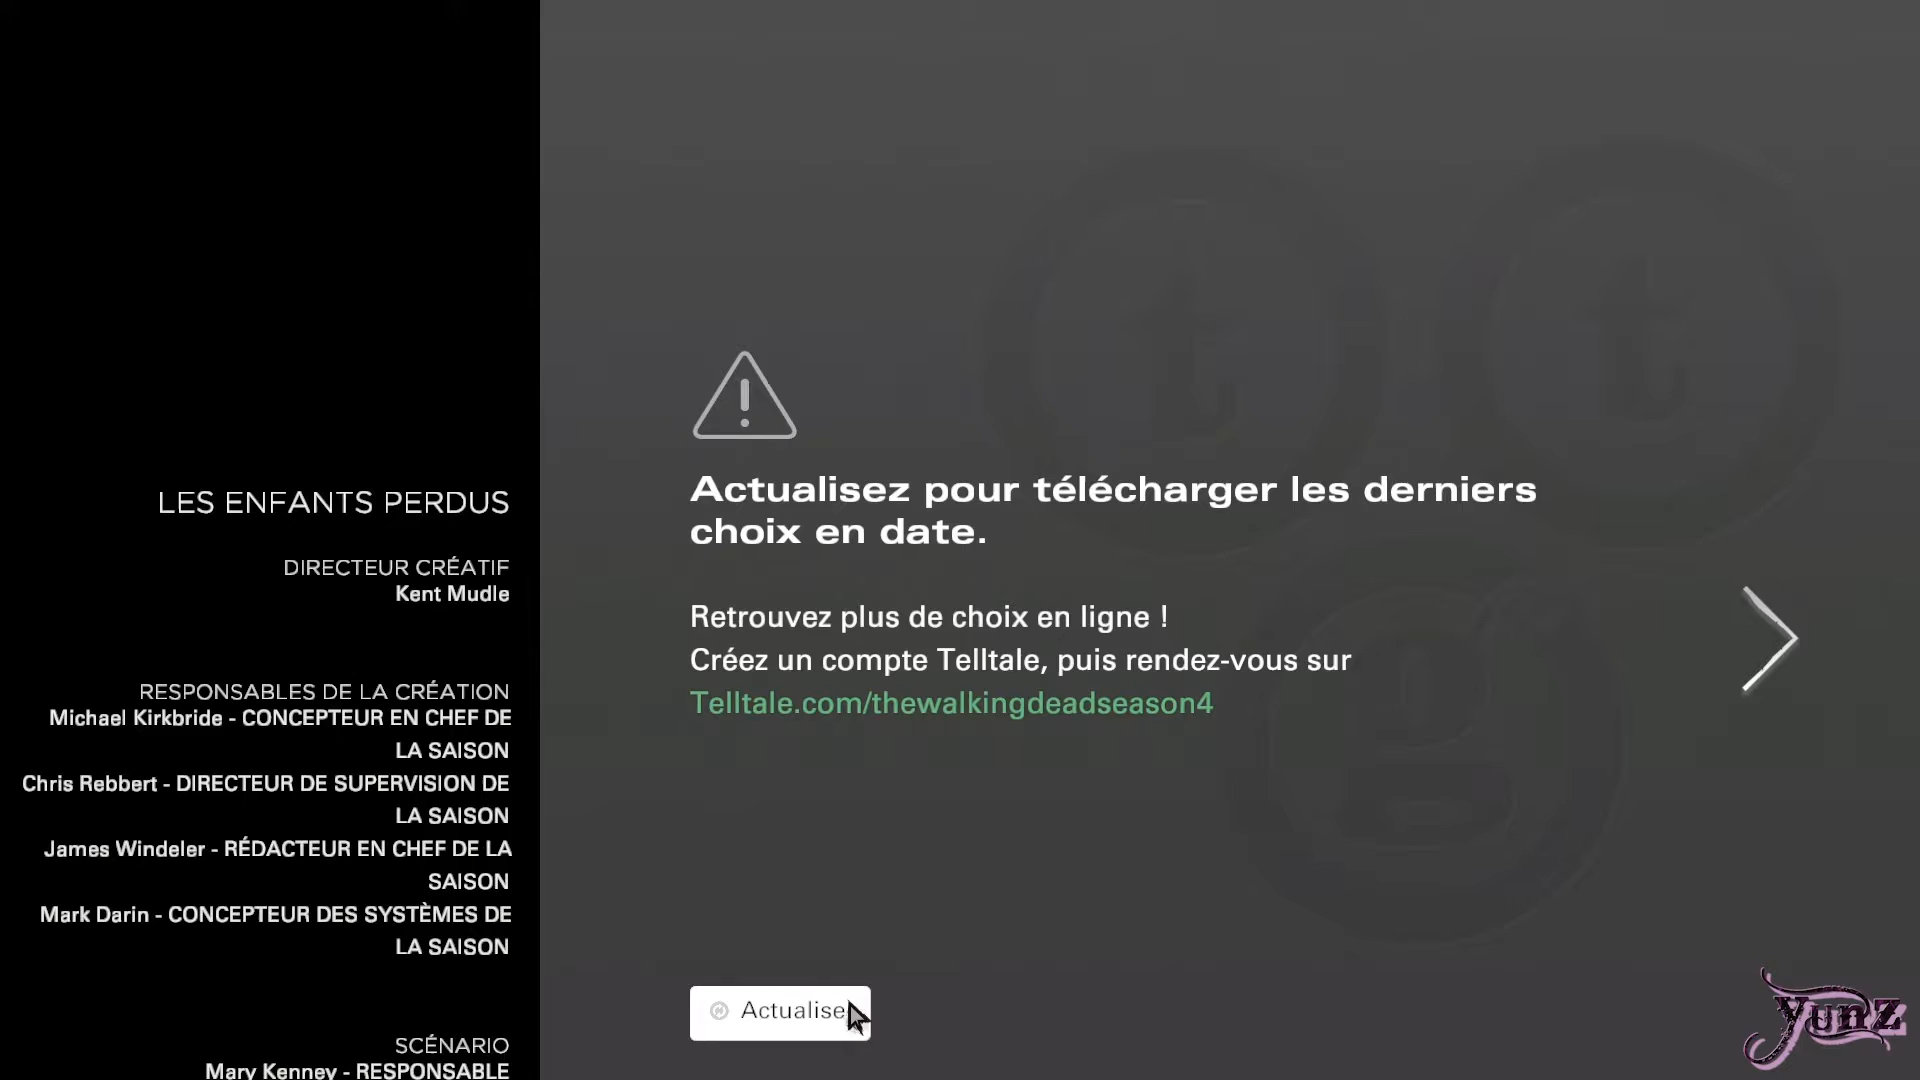 LES ENFANTS PERDUS
DIRECTEUR CRÉATIF
Kent Mudle
RESPONSABLES DE LA CRÉATION
Michael Kirkbride - CONCEPTEUR EN CHEF DE
LA SAISON
Chris Rebbert - DIRECTEUR DE SUPERVISION DE
LA SAISON
James Windeler - RÉDACTEUR EN CHEF DE LA
SAISON
Mark Darin - CONCEPTEUR DES SYSTÈMES DE
LA SAISON
SCÉNARIO
Mary Kenney - RESPONSABLE
Actualisez pour télécharger les derniers
choix en date.
Retrouvez plus de choix en ligne !
Créez un compte Telltale, puis rendez-vous sur
Telltale.com/thewalkingdeadseason4
Actualise
Yunz